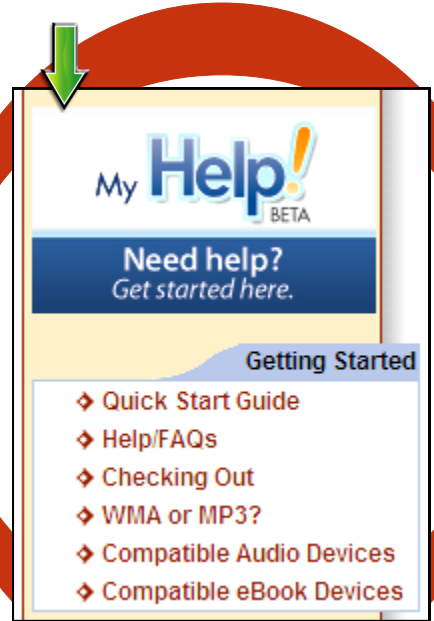 My Help!
BETA
Need help?
Get started here.
Getting Started
Quick Start Guide
Help/FAQs
Checking Out
WMA or MP3?
Compatible Audio Devices
Compatible eBook Devices